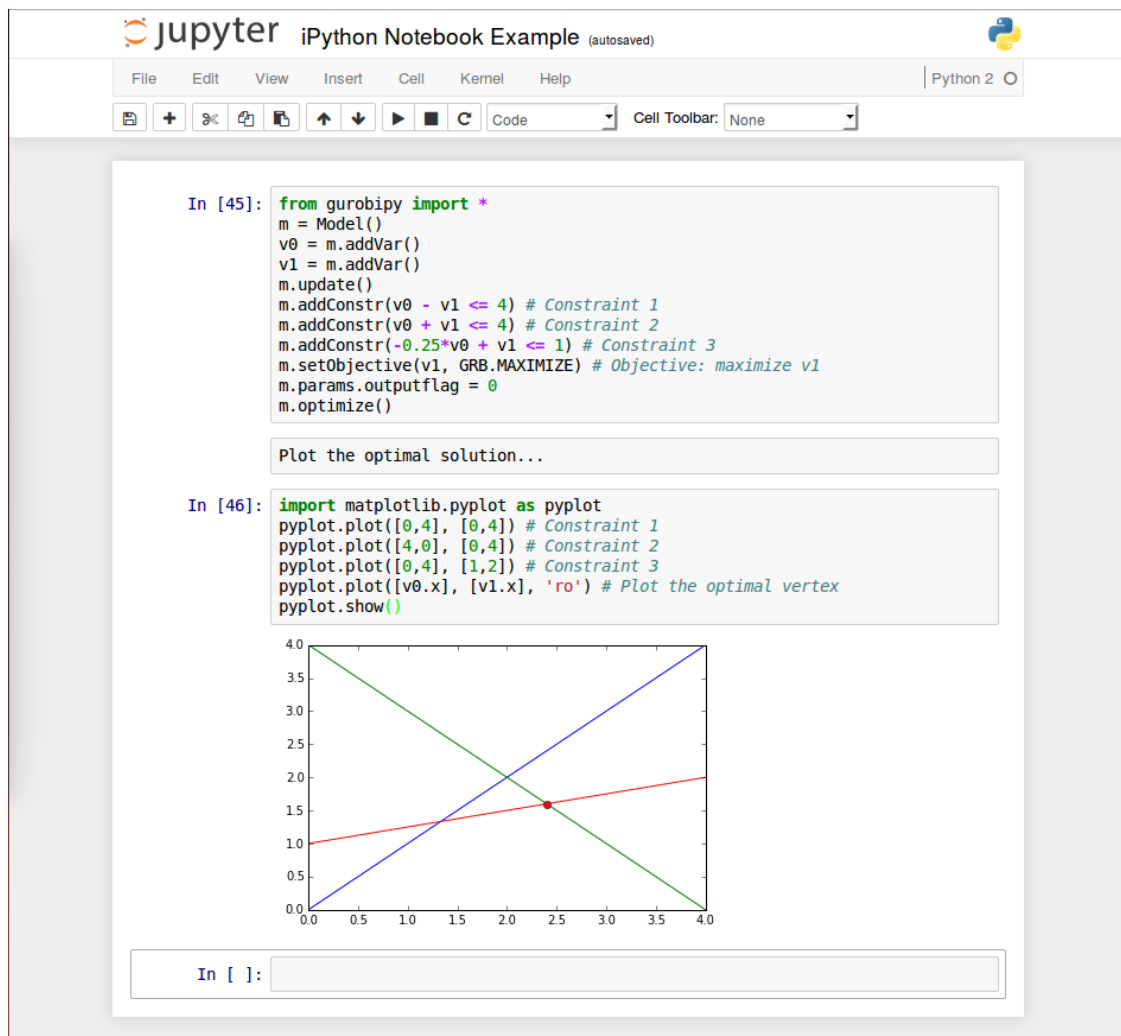 jupyter iPython Notebook Example (autosaved)
File Edit View Insert Cell Kernel Help Python 2
Code Cell Toolbar: None
In [45]: from gurobipy import *
m = Model()
v0 = m.addVar()
v1 = m.addVar()
m.update()
m.addConstr(v0 - v1 <= 4) # Constraint 1
m.addConstr(v0 + v1 <= 4) # Constraint 2
m.addConstr(-0.25*v0 + v1 <= 1) # Constraint 3
m.setObjective(v1, GRB.MAXIMIZE) # Objective: maximize v1
m.params.outputflag = 0
m.optimize()
Plot the optimal solution...
In [46]: import matplotlib.pyplot as pyplot
pyplot.plot([0,4], [0,4]) # Constraint 1
pyplot.plot([4,0], [0,4]) # Constraint 2
pyplot.plot([0,4], [1,2]) # Constraint 3
pyplot.plot([v0.x], [v1.x], 'ro') # Plot the optimal vertex
pyplot.show()
4.0
3.5
3.0
2.5
2.0
1.5
1.0
0.5
0.0
0.0 0.5 1.0 1.5 2.0 2.5 3.0 3.5 4.0
In [ ]: